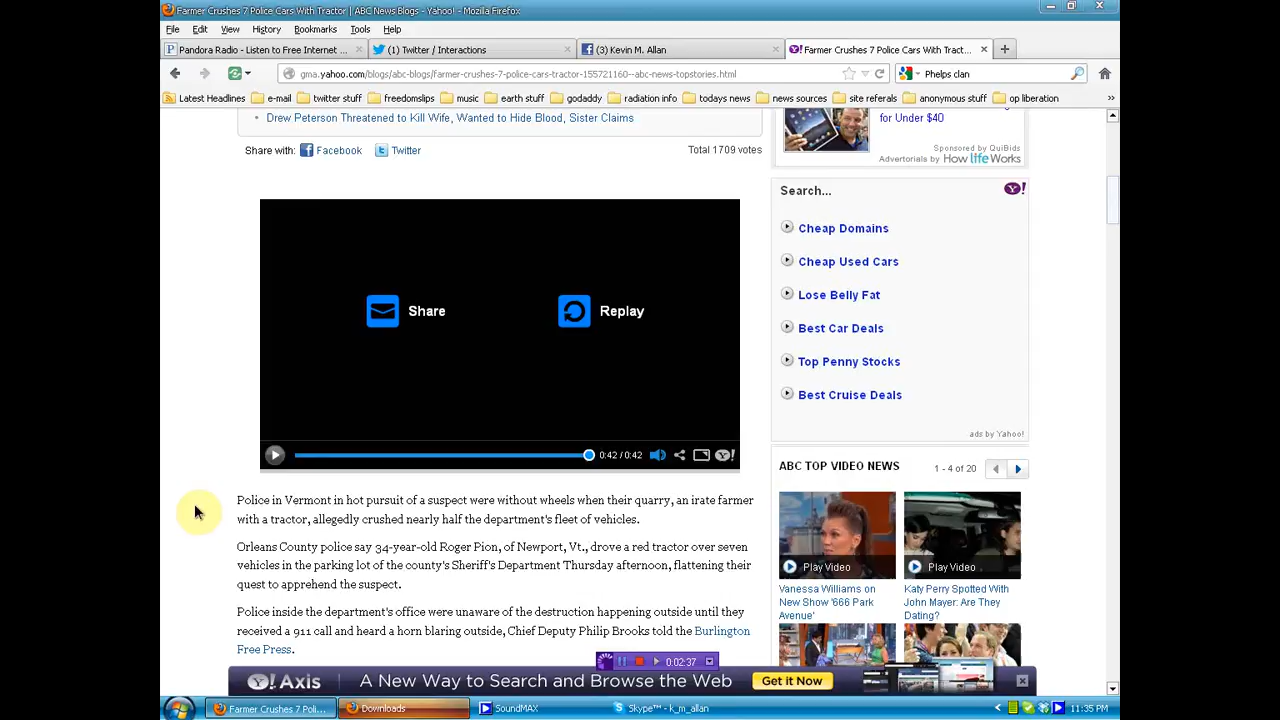 Farmer Crushes 7 Police Cars With Tractor | ABC News Blogs - Yahoo! - Mozilla Firefox
File Edit View History Bookmarks Tools Help
Pandora Radio - Listen to Free Internet ...
(1) Twitter / Interactions
(3) Kevin M. Allan
Farmer Crushes 7 Police Cars With Tract...
gma.yahoo.com/blogs/abc-blogs/farmer-crushes-7-police-cars-tractor-155721160--abc-news-topstories.html
Phelps clan
Latest Headlines e-mail twitter stuff freedomslips music earth stuff godaddy radiation info todays news news sources site referals anonymous stuff op liberation
Drew Peterson Threatened to Kill Wife, Wanted to Hide Blood, Sister Claims
Share with: Facebook Twitter Total 1709 votes
Share Replay
0:42 / 0:42
Police in Vermont in hot pursuit of a suspect were without wheels when their quarry, an irate farmer
with a tractor, allegedly crushed nearly half the department's fleet of vehicles.
Orleans County police say 34-year-old Roger Pion, of Newport, Vt., drove a red tractor over seven
vehicles in the parking lot of the county's Sheriff's Department Thursday afternoon, flattening their
quest to apprehend the suspect.
Police inside the department's office were unaware of the destruction happening outside until they
received a 911 call and heard a horn blaring outside, Chief Deputy Philip Brooks told the Burlington
Free Press.
for Under $40
Sponsored by QuiBids
Advertorials by How life Works
Search... Y!
Cheap Domains
Cheap Used Cars
Lose Belly Fat
Best Car Deals
Top Penny Stocks
Best Cruise Deals
ads by Yahoo!
ABC TOP VIDEO NEWS 1 - 4 of 20
Play Video
Play Video
Vanessa Williams on
New Show '666 Park
Avenue'
Katy Perry Spotted With
John Mayer: Are They
Dating?
0:02:37
Y! Axis | A New Way to Search and Browse the Web Get it Now
Farmer Crushes 7 Poli...
Downloads
SoundMAX
Skype™ - k_m_allan
11:35 PM